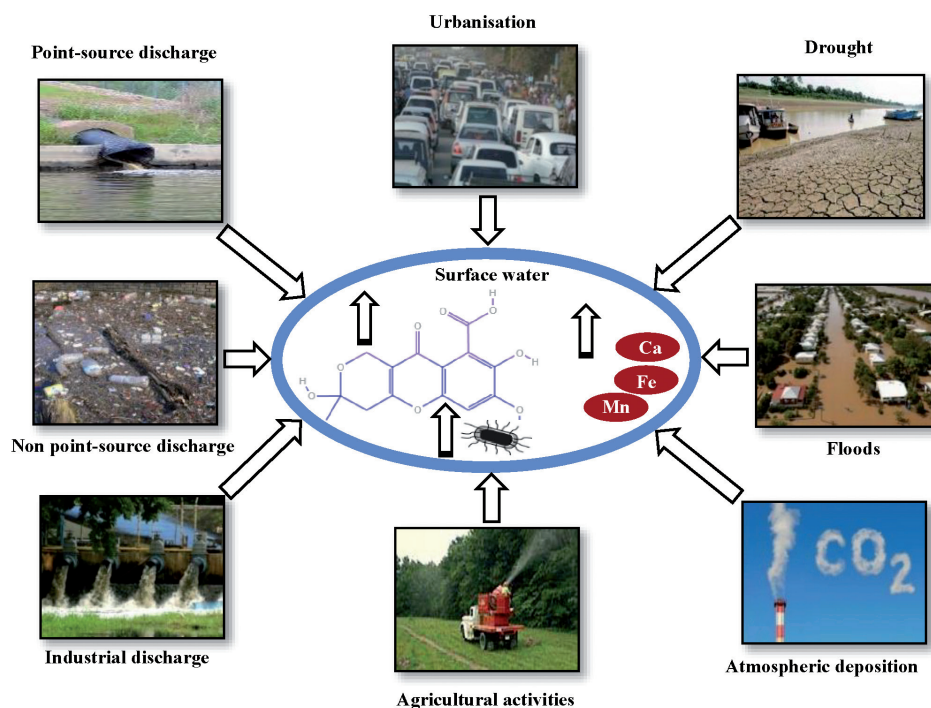 Urbanisation
Point-source discharge
Drought
Surface water
H
O
O
O
O
H
O
H
O
O
O
Ca
Fe
Mn
Non point-source discharge
Floods
CO2
Industrial discharge
Agricultural activities
Atmospheric deposition